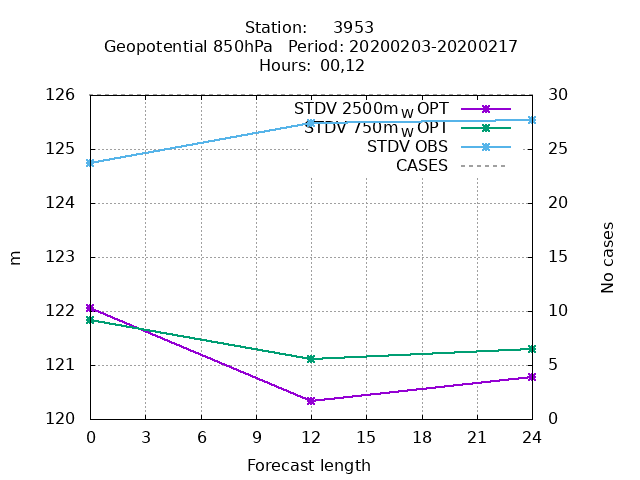 Station: 3953
Geopotential 850hPa Period: 20200203-20200217
Hours: 00,12
126 30
STDV 2500m W OPT
STDV 750m W OPT
125 STDV OBS 25
CASES
124 20
123 15
m No cases
122 10
121 5
120 0
0 3 6 9 12 15 18 21 24
Forecast length